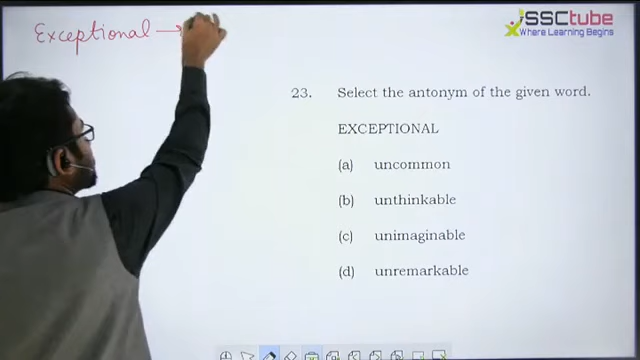 Exceptional →
SSCtube
Where Learning Begins
23. Select the antonym of the given word.
EXCEPTIONAL
(a) uncommon
(b) unthinkable
(c) unimaginable
(d) unremarkable